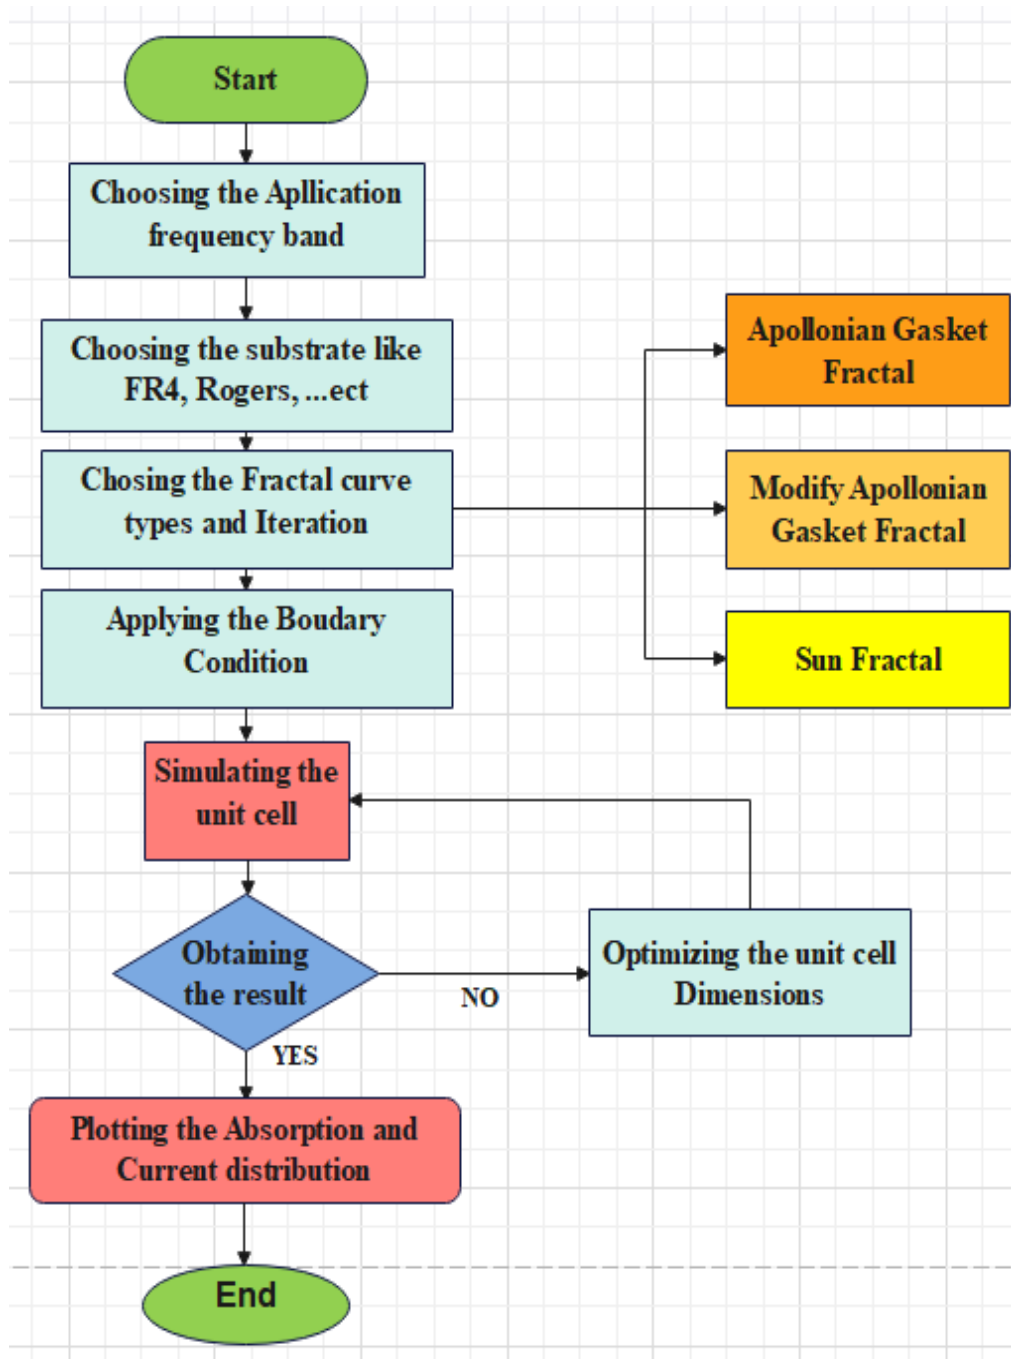 Start
Choosing the Apllication
frequency band
Choosing the substrate like
FR4, Rogers, ...ect
Chosing the Fractal curve
types and Iteration
Apollonian Gasket
Fractal
Modify Apollonian
Gasket Fractal
Sun Fractal
Applying the Boudary
Condition
Simulating the
unit cell
Obtaining
the result
NO
Optimizing the unit cell
Dimensions
YES
Plotting the Absorption and
Current distribution
End